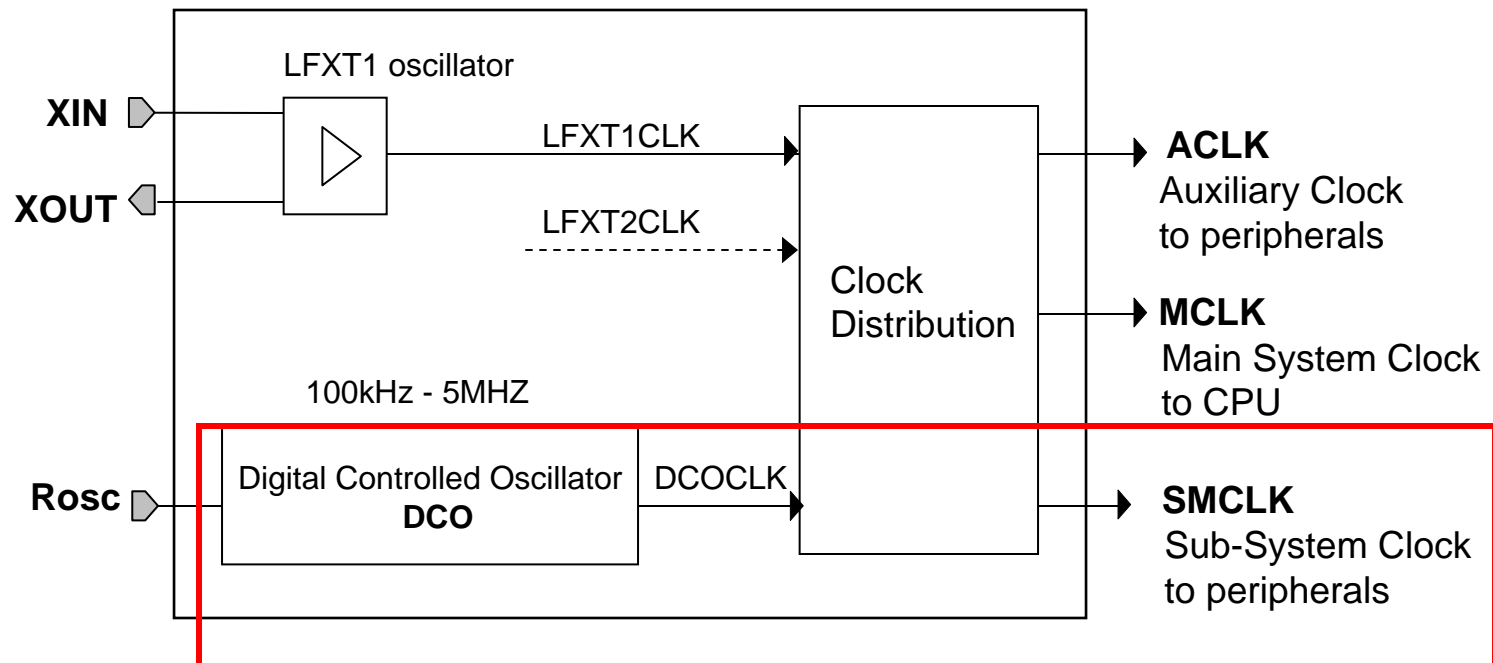 LFXT1 oscillator
XIN
XOUT
LFXT1CLK
LFXT2CLK
Clock
Distribution
ACLK
Auxiliary Clock
to peripherals
MCLK
Main System Clock
to CPU
100kHz - 5MHZ
Rosc
Digital Controlled Oscillator
DCO
DCOCLK
SMCLK
Sub-System Clock
to peripherals